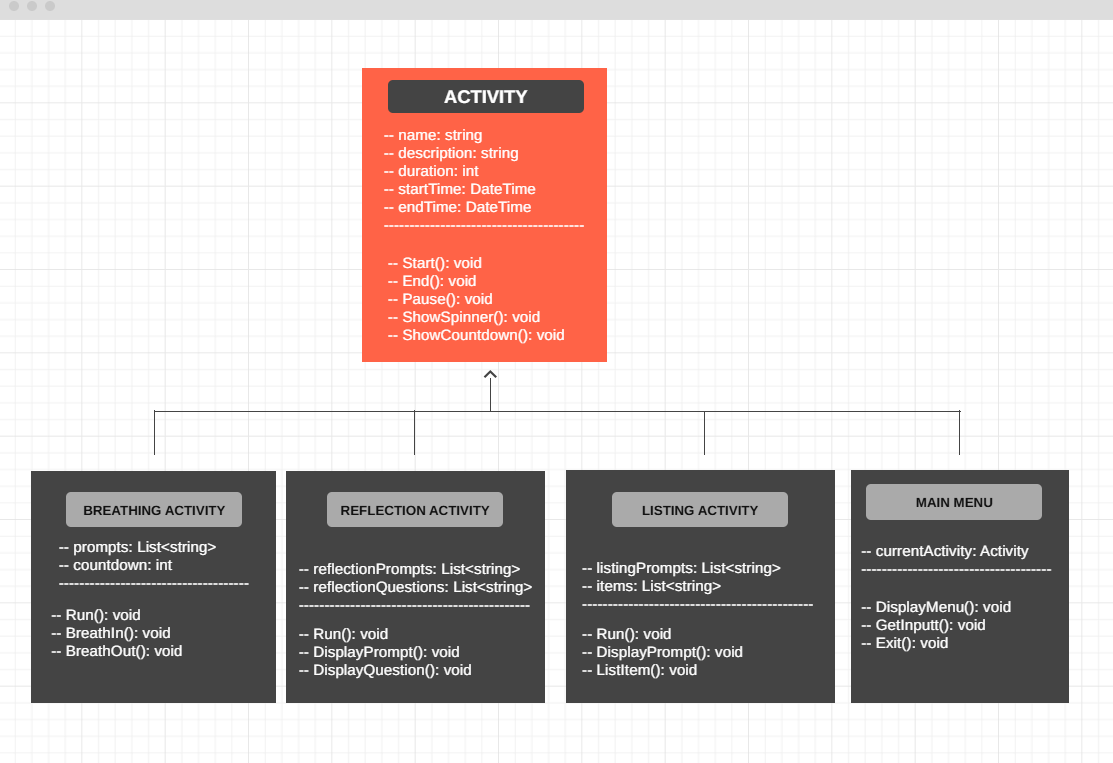 ACTIVITY
-- name: string
-- description: string
-- duration: int
-- startTime: DateTime
-- endTime: DateTime
---------------------------------------
-- Start(): void
-- End(): void
-- Pause(): void
-- ShowSpinner(): void
-- ShowCountdown(): void
BREATHING ACTIVITY
-- prompts: List<string>
-- countdown: int
-------------------------------------
-- Run(): void
-- BreathIn(): void
-- BreathOut(): void
REFLECTION ACTIVITY
-- reflectionPrompts: List<string>
-- reflectionQuestions: List<string>
---------------------------------------------
-- Run(): void
-- DisplayPrompt(): void
-- DisplayQuestion(): void
LISTING ACTIVITY
-- listingPrompts: List<string>
-- items: List<string>
---------------------------------------------
-- Run(): void
-- DisplayPrompt(): void
-- ListItem(): void
MAIN MENU
-- currentActivity: Activity
-------------------------------------
-- DisplayMenu(): void
-- GetInputt(): void
-- Exit(): void